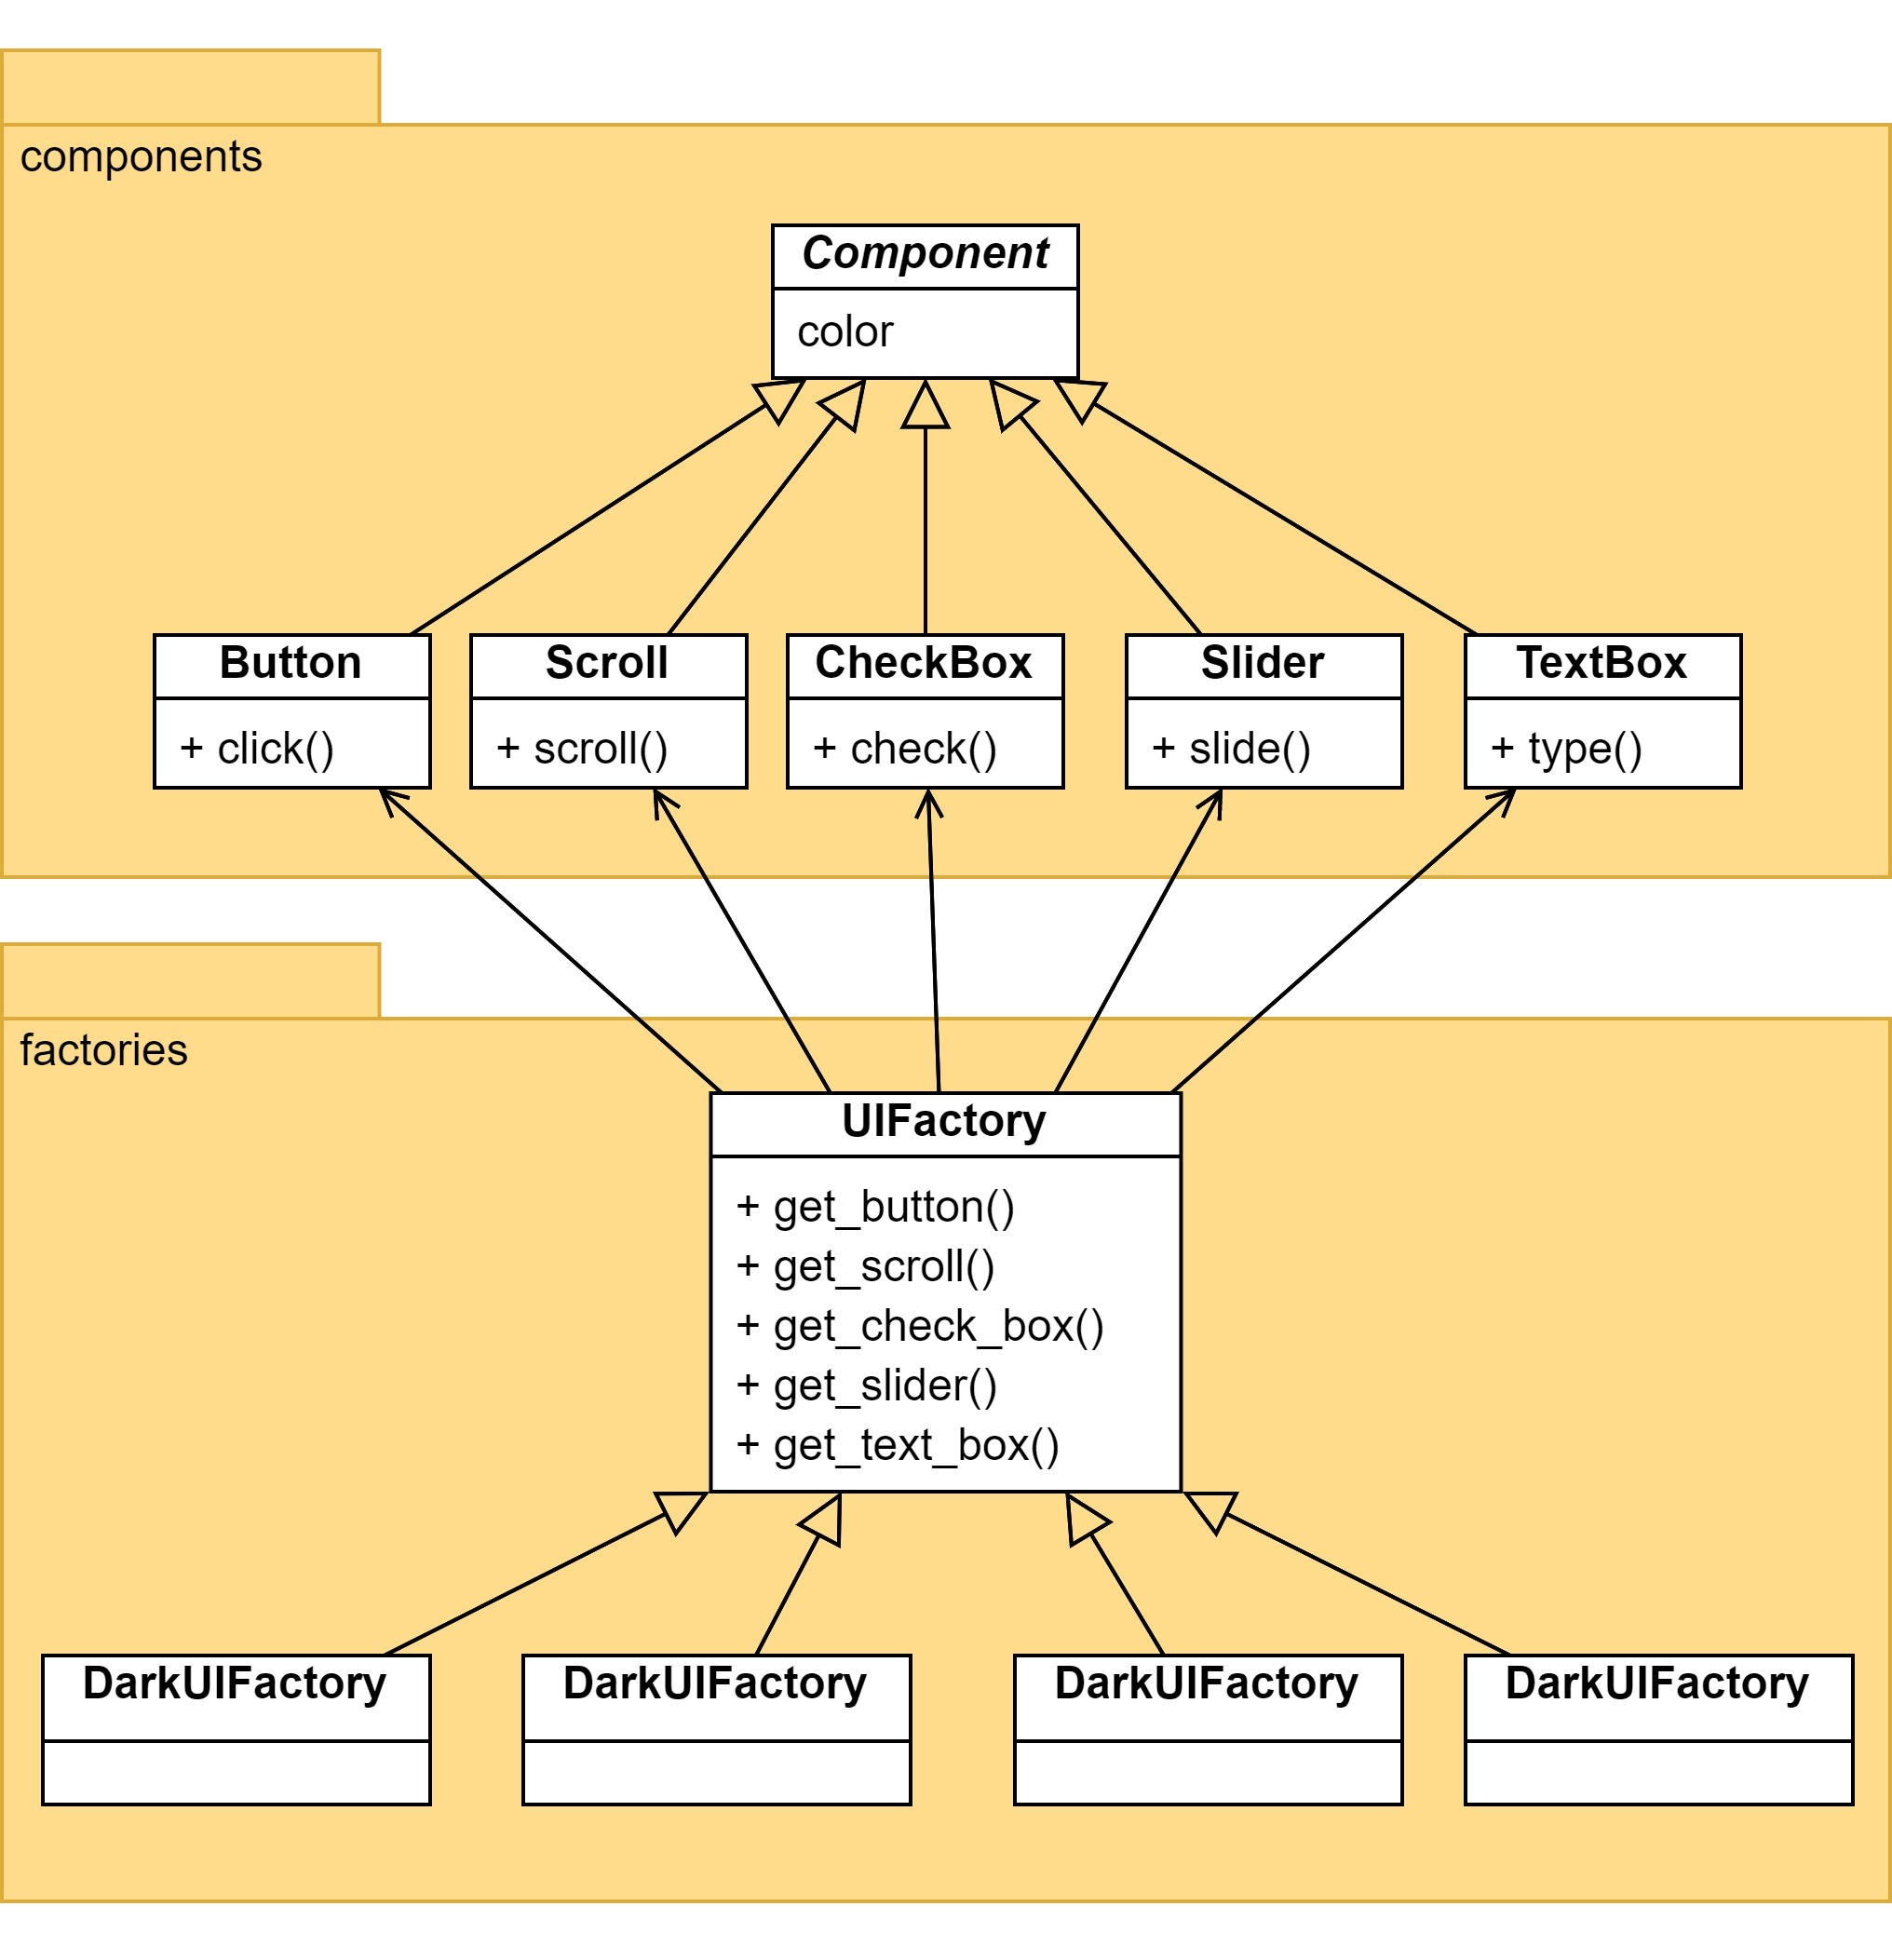 components
Component
color
Button
+ click()
Scroll
+ scroll()
CheckBox
+ check()
Slider
+ slide()
TextBox
+ type()
factories
UIFactory
+ get_button()
+ get_scroll()
+ get_check_box()
+ get_slider()
+ get_text_box()
DarkUIFactory
DarkUIFactory
DarkUIFactory
DarkUIFactory